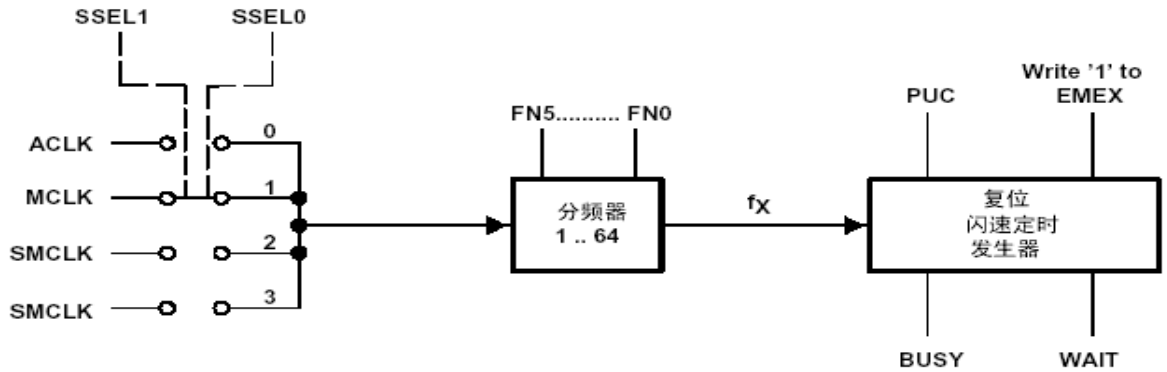 SSEL1 SSEL0
Write '1' to
PUC EMEX
FN5.......... FN0
ACLK 0
MCLK 1
SMCLK 2
SMCLK 3
分频器
1 .. 64
fX
复位
闪速定时
发生器
BUSY WAIT